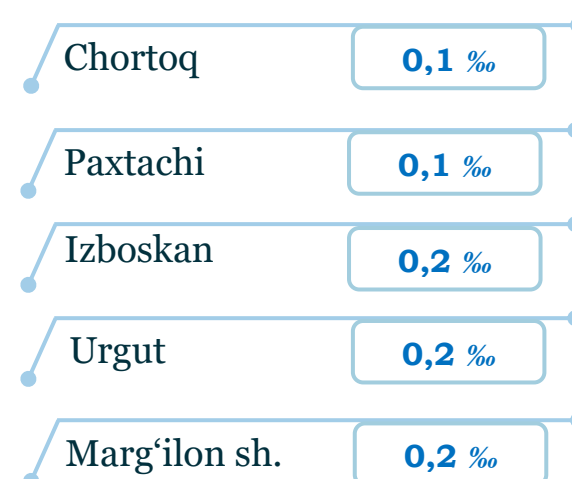 Chortoq 0,1 ‰
Paxtachi 0,1 ‰
Izboskan 0,2 ‰
Urgut 0,2 ‰
Marg‘ilon sh. 0,2 ‰